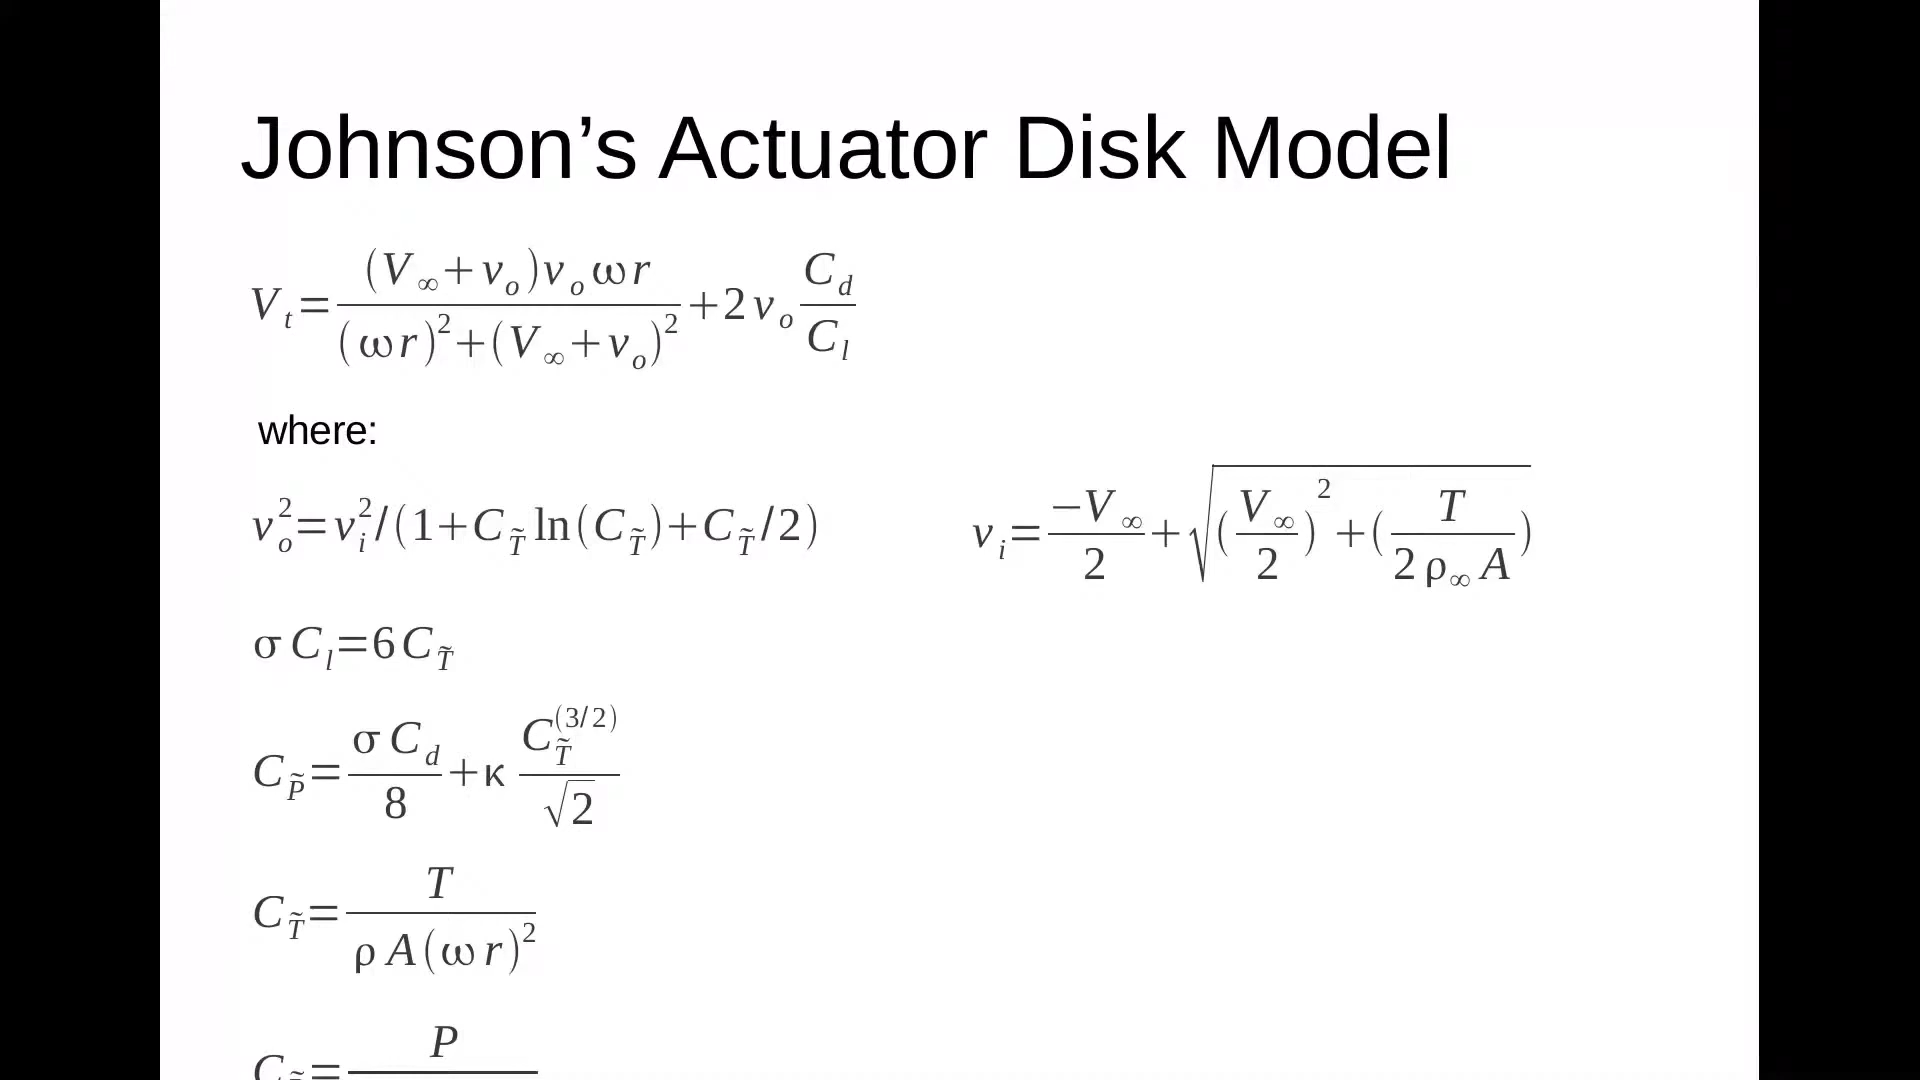 Johnson’s Actuator Disk Model
V_t = ((V_∞ + v_o) v_o ω r) / ((ω r)^2 + (V_∞ + v_o)^2) + 2 v_o C_d / C_l
where:
v_o^2 = v_i^2 / (1 + C_T̃ ln(C_T̃) + C_T̃ / 2)
v_i = −V_∞ / 2 + √((V_∞ / 2)^2 + (T / (2 ρ_∞ A)))
σ C_l = 6 C_T̃
C_P̃ = σ C_d / 8 + κ C_T̃^(3/2) / √2
C_T̃ = T / (ρ A (ω r)^2)
C = P